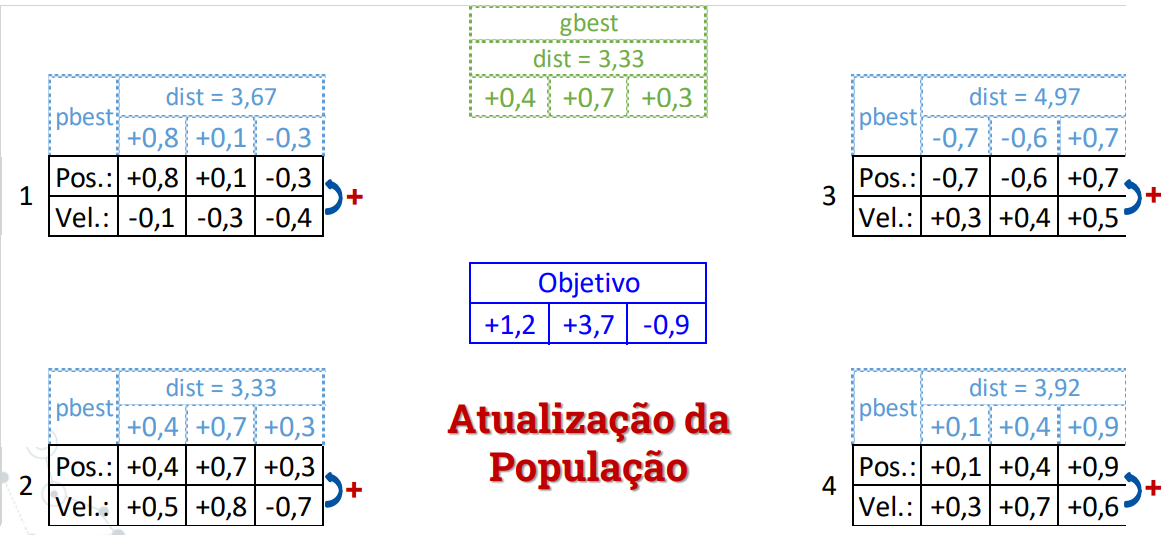 gbest
dist = 3,33
+0,4 +0,7 +0,3
pbest
dist = 3,67
+0,8 +0,1 -0,3
1
Pos.: +0,8 +0,1 -0,3
Vel.: -0,1 -0,3 -0,4
+
pbest
dist = 4,97
-0,7 -0,6 +0,7
3
Pos.: -0,7 -0,6 +0,7
Vel.: +0,3 +0,4 +0,5
+
Objetivo
+1,2 +3,7 -0,9
pbest
dist = 3,33
+0,4 +0,7 +0,3
2
Pos.: +0,4 +0,7 +0,3
Vel.: +0,5 +0,8 -0,7
+
Atualização da
População
pbest
dist = 3,92
+0,1 +0,4 +0,9
4
Pos.: +0,1 +0,4 +0,9
Vel.: +0,3 +0,7 +0,6
+